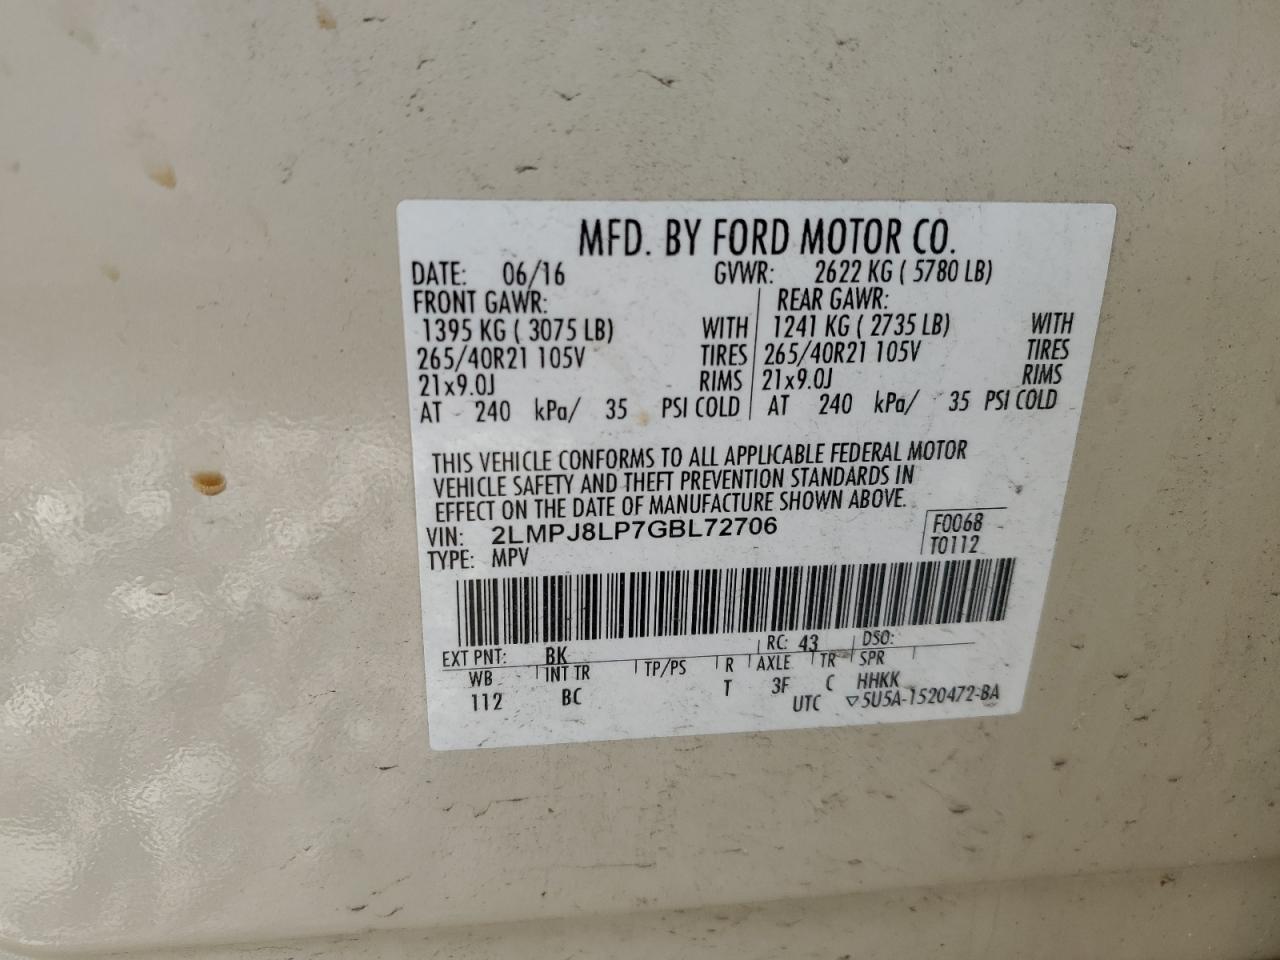 MFD. BY FORD MOTOR CO.
DATE: 06/16 GVWR: 2622 KG ( 5780 LB)
FRONT GAWR: REAR GAWR:
1395 KG ( 3075 LB) WITH 1241 KG ( 2735 LB) WITH
265/40R21 105V TIRES 265/40R21 105V TIRES
21x9.0J RIMS 21x9.0J RIMS
AT 240 kPa/ 35 PSI COLD AT 240 kPa/ 35 PSI COLD
THIS VEHICLE CONFORMS TO ALL APPLICABLE FEDERAL MOTOR
VEHICLE SAFETY AND THEFT PREVENTION STANDARDS IN
EFFECT ON THE DATE OF MANUFACTURE SHOWN ABOVE.
VIN: 2LMPJ8LP7GBL72706 F0068
TYPE: MPV T0112
EXT PNT: BK RC: 43 DSO:
WB INT TR TP/PS R AXLE TR SPR
112 BC T 3F C HHKK
UTC ▽5U5A-1520472-BA